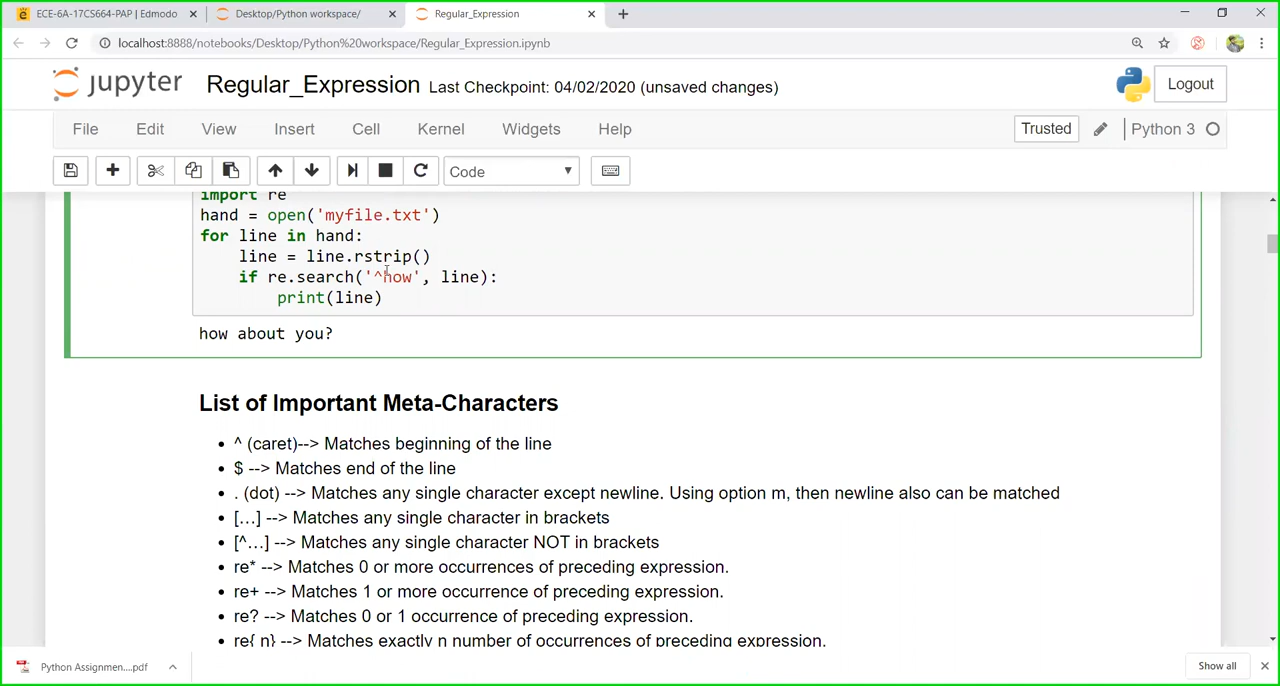 ECE-6A-17CS664-PAP | Edmodo
Desktop/Python workspace/
Regular_Expression
localhost:8888/notebooks/Desktop/Python%20workspace/Regular_Expression.ipynb
jupyter
Regular_Expression Last Checkpoint: 04/02/2020 (unsaved changes)
Logout
File Edit View Insert Cell Kernel Widgets Help
Trusted
Python 3
Code
import re
hand = open('myfile.txt')
for line in hand:
line = line.rstrip()
if re.search('^how', line):
print(line)
how about you?
List of Important Meta-Characters
• ^ (caret)--> Matches beginning of the line
• $ --> Matches end of the line
• . (dot) --> Matches any single character except newline. Using option m, then newline also can be matched
• […] --> Matches any single character in brackets
• [^…] --> Matches any single character NOT in brackets
• re* --> Matches 0 or more occurrences of preceding expression.
• re+ --> Matches 1 or more occurrence of preceding expression.
• re? --> Matches 0 or 1 occurrence of preceding expression.
• re{ n} --> Matches exactly n number of occurrences of preceding expression.
Python Assignmen....pdf
Show all